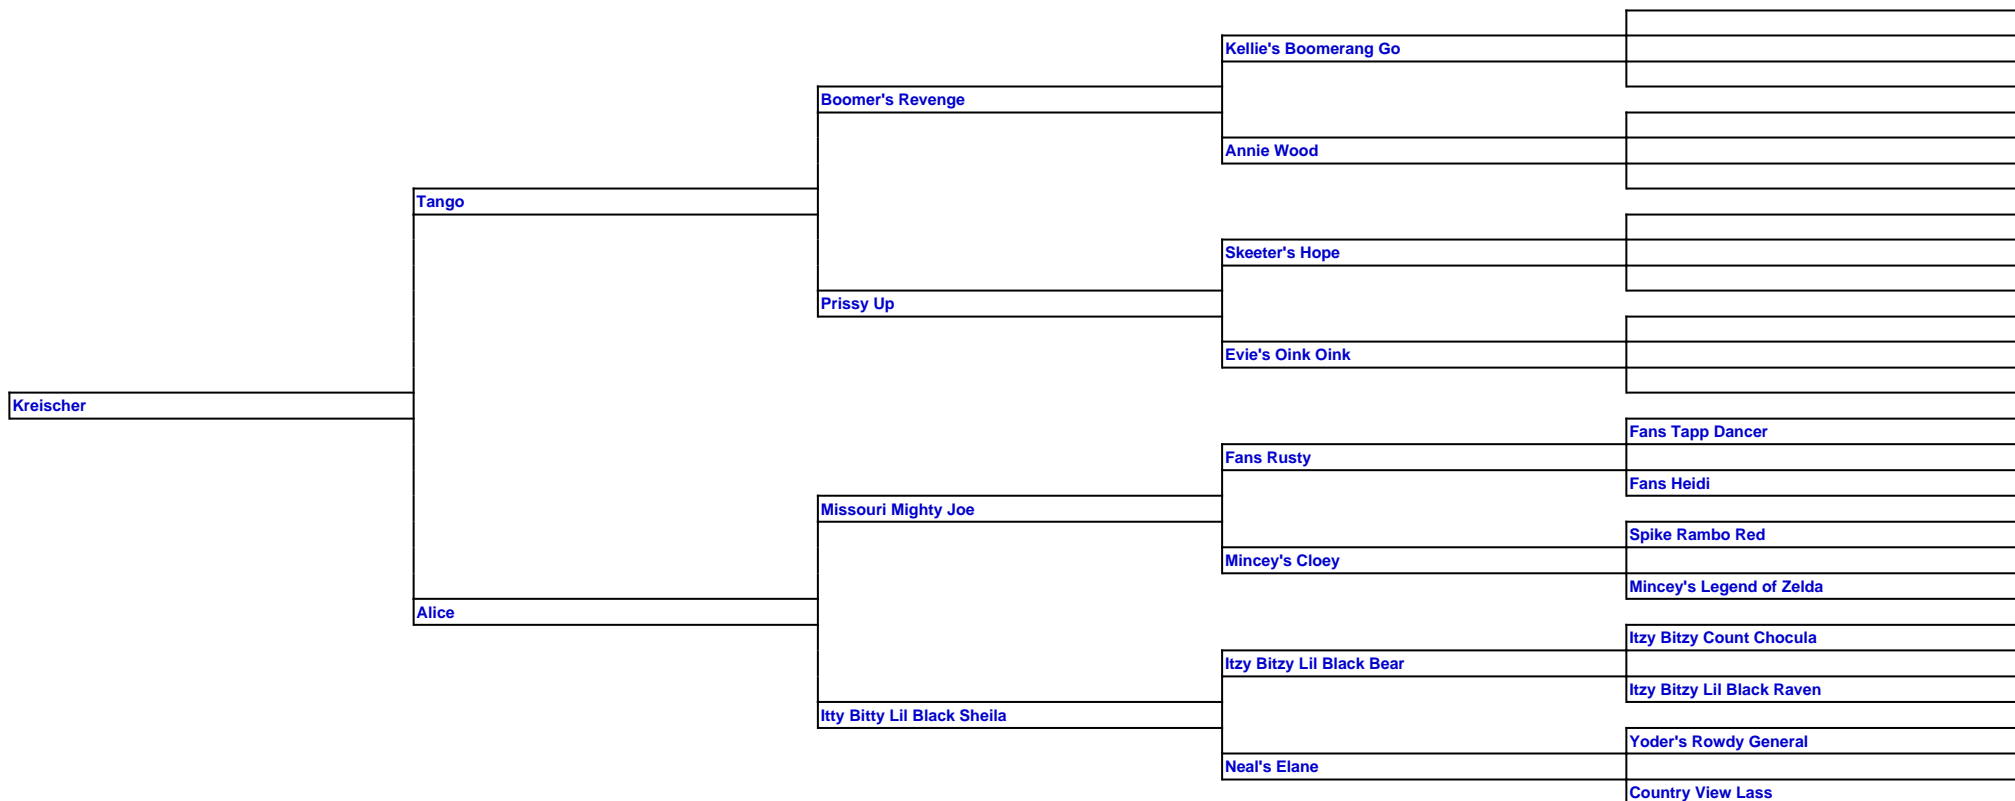 Kellie's Boomerang Go
Boomer's Revenge
Annie Wood
Tango
Skeeter's Hope
Prissy Up
Evie's Oink Oink
Kreischer
Fans Tapp Dancer
Fans Rusty
Fans Heidi
Missouri Mighty Joe
Spike Rambo Red
Mincey's Cloey
Mincey's Legend of Zelda
Alice
Itzy Bitzy Count Chocula
Itzy Bitzy Lil Black Bear
Itzy Bitzy Lil Black Raven
Itty Bitty Lil Black Sheila
Yoder's Rowdy General
Neal's Elane
Country View Lass